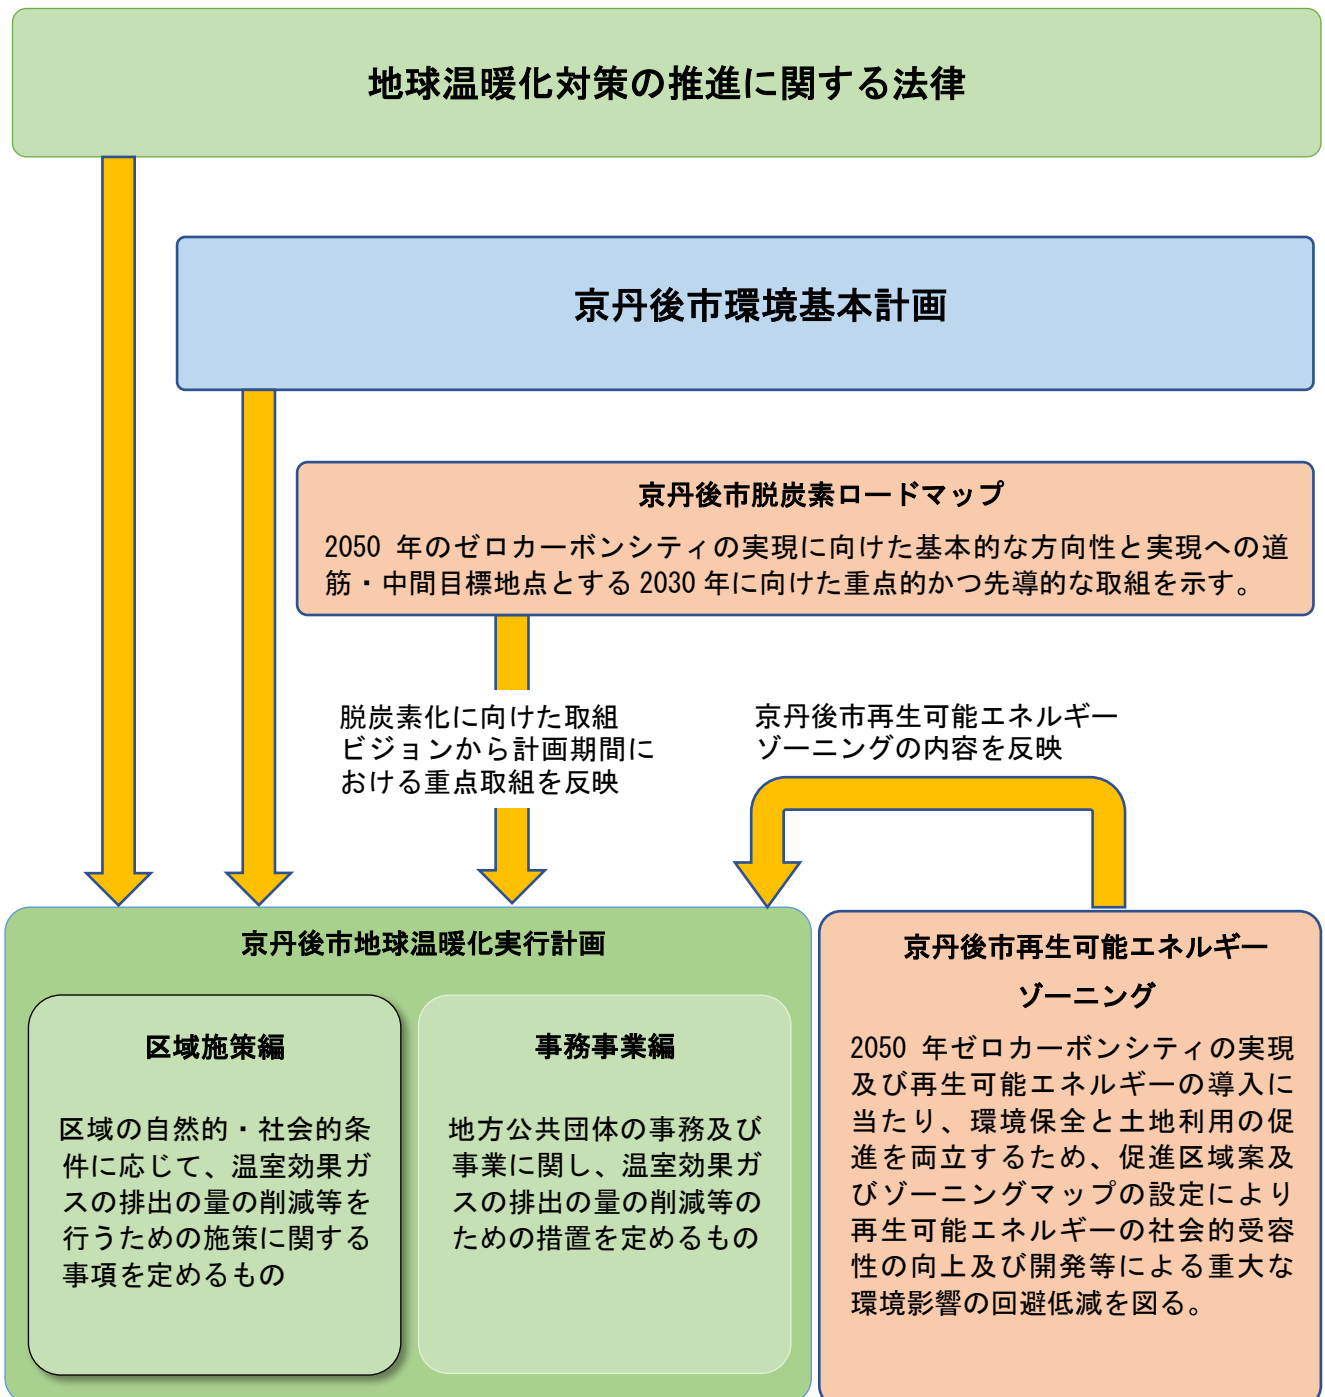 地球温暖化対策の推進に関する法律
京丹後市環境基本計画
京丹後市脱炭素ロードマップ
2050 年のゼロカーボンシティの実現に向けた基本的な方向性と実現への道
筋・中間目標地点とする 2030 年に向けた重点的かつ先導的な取組を示す。
脱炭素化に向けた取組
ビジョンから計画期間に
おける重点取組を反映
京丹後市再生可能エネルギー
ゾーニングの内容を反映
京丹後市地球温暖化実行計画
区域施策編
区域の自然的・社会的条
件に応じて、温室効果ガ
スの排出の量の削減等を
行うための施策に関する
事項を定めるもの
事務事業編
地方公共団体の事務及び
事業に関し、温室効果ガ
スの排出の量の削減等の
ための措置を定めるもの
京丹後市再生可能エネルギー
ゾーニング
2050 年ゼロカーボンシティの実現
及び再生可能エネルギーの導入に
当たり、環境保全と土地利用の促
進を両立するため、促進区域案及
びゾーニングマップの設定により
再生可能エネルギーの社会的受容
性の向上及び開発等による重大な
環境影響の回避低減を図る。